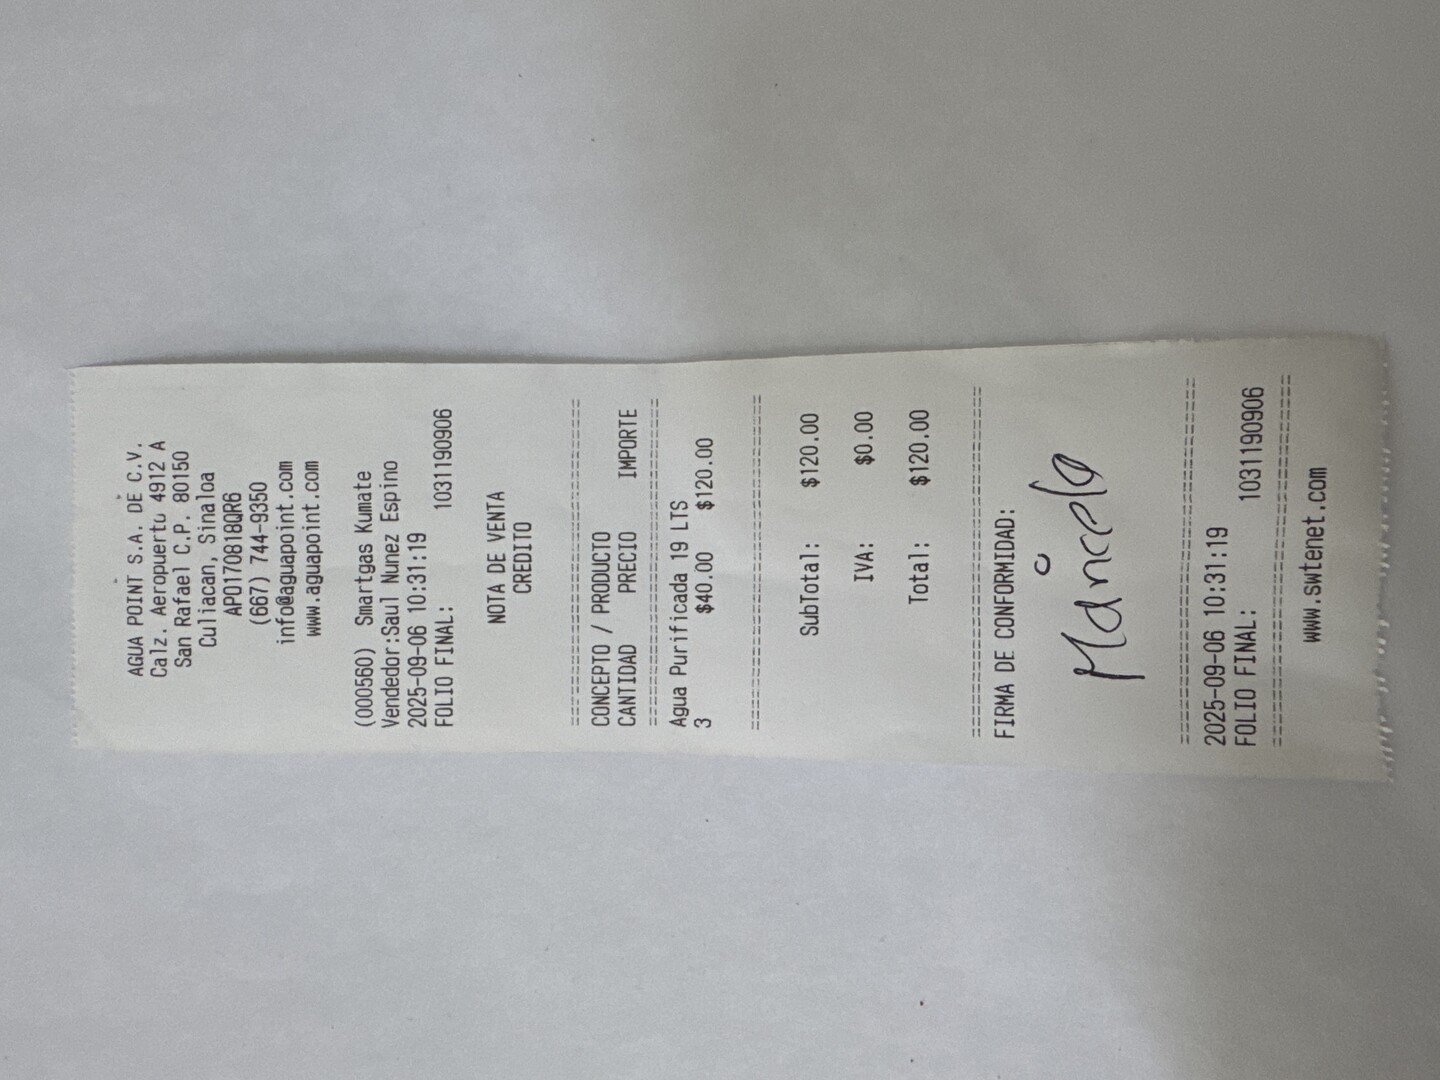 AGUA POINT S.A. DE C.V.
Calz. Aeropuerto 4912 A
San Rafael C.P. 80150
Culiacan, Sinaloa
APO170818QR6
(667) 744-9350
info@aguapoint.com
www.aguapoint.com
(000560) Smartgas Kumate
Vendedor:Saul Nunez Espino
2025-09-06 10:31:19
FOLIO FINAL: 1031190906
NOTA DE VENTA
CREDITO
================================
CONCEPTO / PRODUCTO
CANTIDAD PRECIO IMPORTE
================================
Agua Purificada 19 LTS
3 $40.00 $120.00
================================
SubTotal: $120.00
IVA: $0.00
Total: $120.00
================================
FIRMA DE CONFORMIDAD:
================================
2025-09-06 10:31:19
FOLIO FINAL: 1031190906
================================
www.swtenet.com